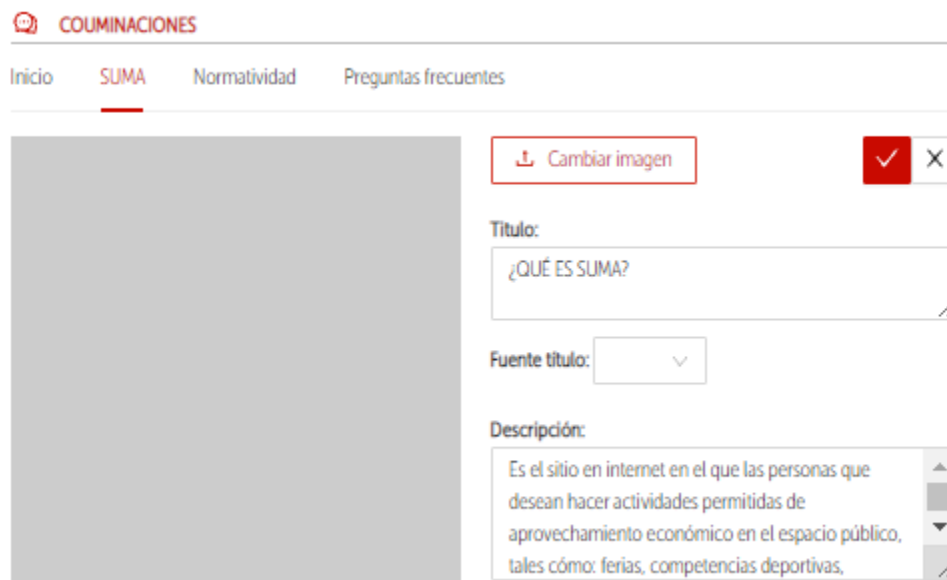 COUMINACIONES
Inicio SUMA Normatividad Preguntas frecuentes
Cambiar imagen
Titulo:
¿QUÉ ES SUMA?
Fuente título:
Descripción:
Es el sitio en internet en el que las personas que
desean hacer actividades permitidas de
aprovechamiento económico en el espacio público,
tales cómo: ferias, competencias deportivas,